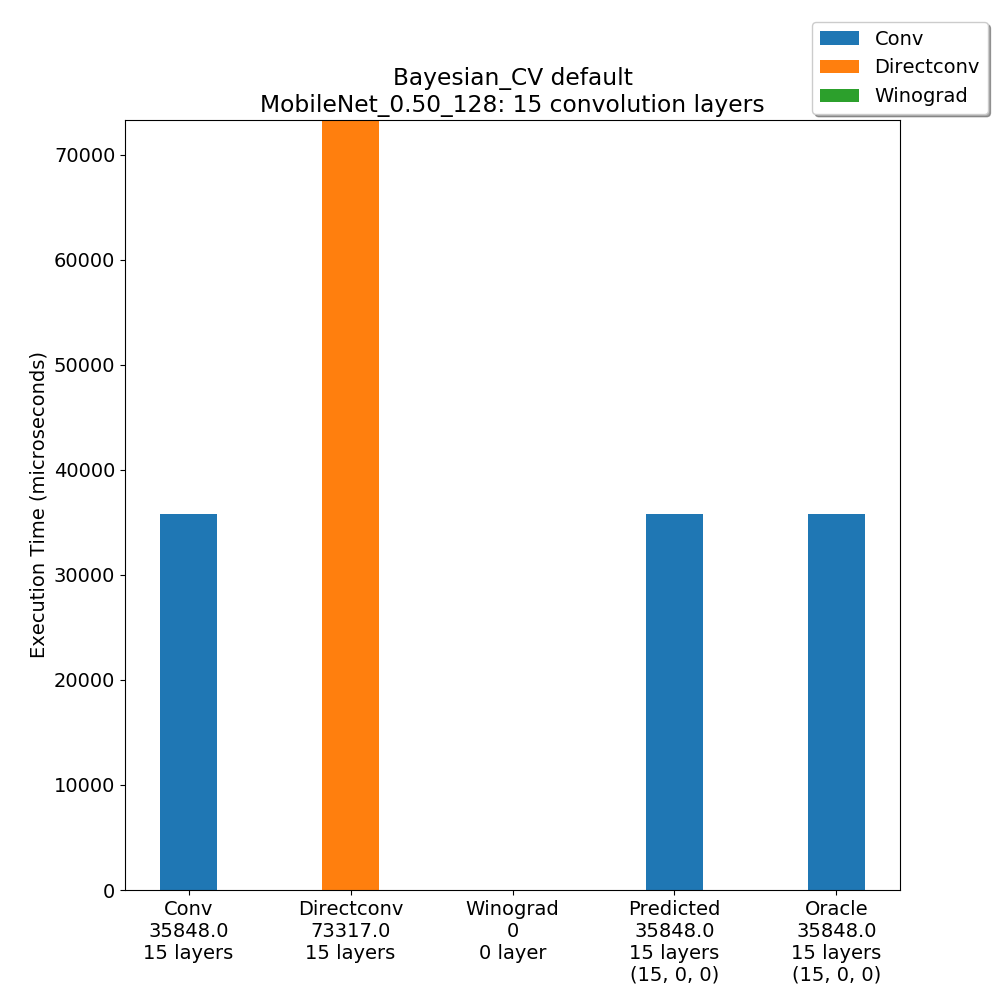 Conv
Directconv
Winograd
Bayesian_CV default
MobileNet_0.50_128: 15 convolution layers
Execution Time (microseconds)
70000
60000
50000
40000
30000
20000
10000
0
Conv
35848.0
15 layers
Directconv
73317.0
15 layers
Winograd
0
0 layer
Predicted
35848.0
15 layers
(15, 0, 0)
Oracle
35848.0
15 layers
(15, 0, 0)